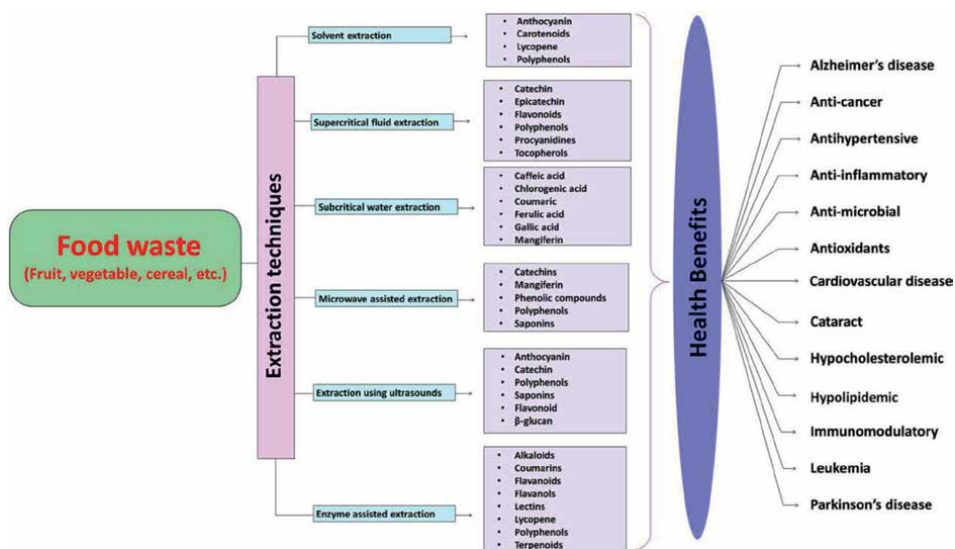 Food waste
(Fruit, vegetable, cereal, etc.)
Extraction techniques
Solvent extraction
• Anthocyanin
• Carotenoids
• Lycopene
• Polyphenols
Supercritical fluid extraction
• Catechin
• Epicatechin
• Flavonoids
• Polyphenols
• Procyanidines
• Tocopherols
Subcritical water extraction
• Caffeic acid
• Chlorogenic acid
• Coumaric
• Ferulic acid
• Gallic acid
• Mangiferin
Microwave assisted extraction
• Catechins
• Mangiferin
• Phenolic compounds
• Polyphenols
• Saponins
Extraction using ultrasounds
• Anthocyanin
• Catechin
• Polyphenols
• Saponins
• Flavonoid
• β-glucan
Enzyme assisted extraction
• Alkaloids
• Coumarins
• Flavanoids
• Flavanols
• Lectins
• Lycopene
• Polyphenols
• Terpenoids
Health Benefits
Alzheimer's disease
Anti-cancer
Antihypertensive
Anti-inflammatory
Anti-microbial
Antioxidants
Cardiovascular disease
Cataract
Hypocholesterolemic
Hypolipidemic
Immunomodulatory
Leukemia
Parkinson's disease